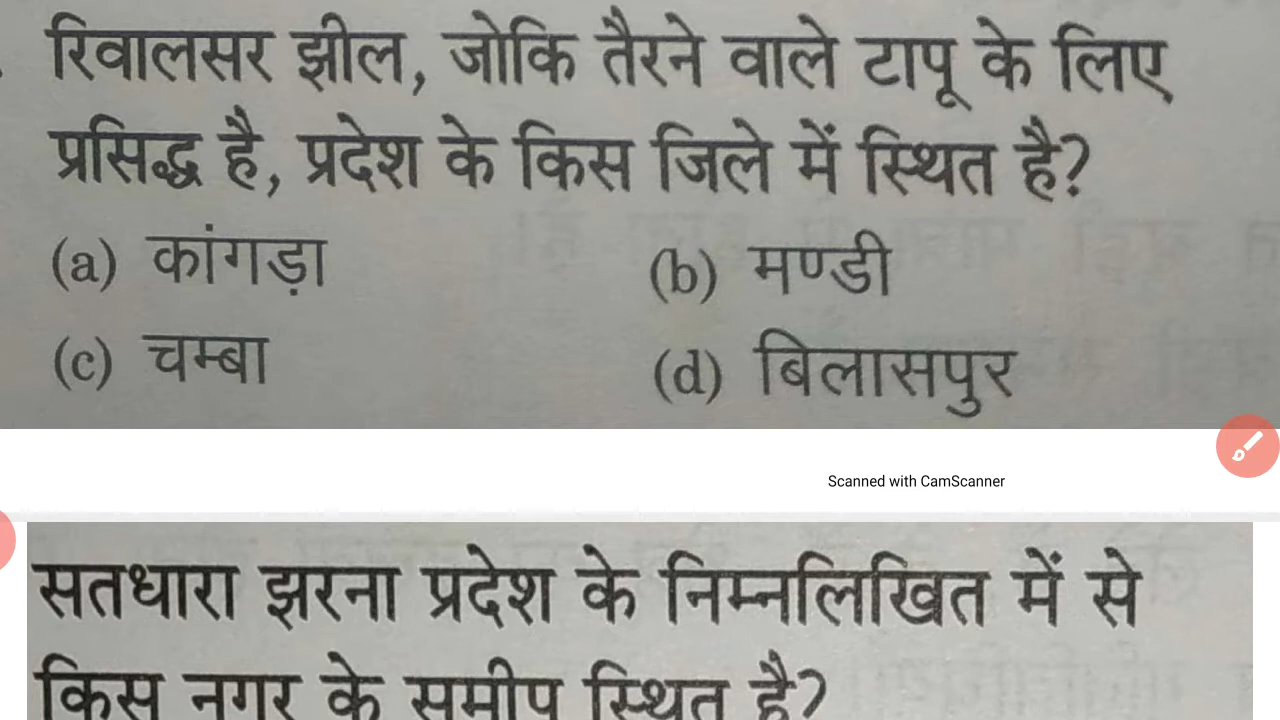 रिवालसर झील, जोकि तैरने वाले टापू के लिए
प्रसिद्ध है, प्रदेश के किस जिले में स्थित है?
(a) कांगड़ा (b) मण्डी
(c) चम्बा (d) बिलासपुर
Scanned with CamScanner
सतधारा झरना प्रदेश के निम्नलिखित में से
किस नगर के समीप स्थित है?